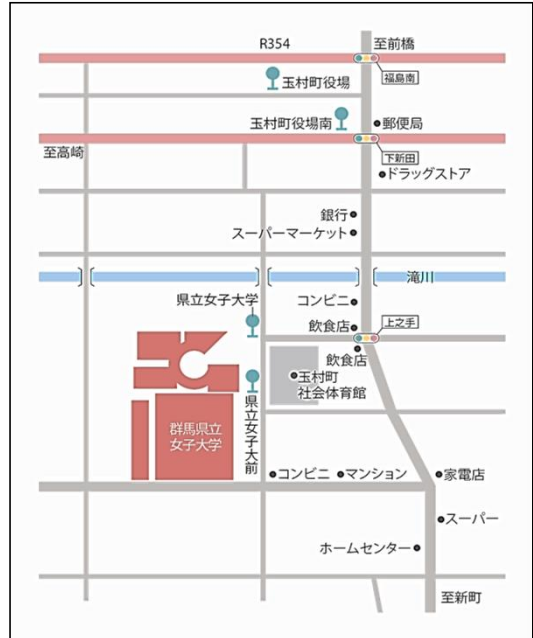 R354
至前橋
福島南
玉村町役場
玉村町役場南
郵便局
至高崎
下新田
ドラッグストア
銀行
スーパーマーケット
滝川
県立女子大学
コンビニ
上之手
飲食店
飲食店
玉村町
社会体育館
県立女子大前
群馬県立
女子大学
コンビニ
マンション
家電店
スーパー
ホームセンター
至新町